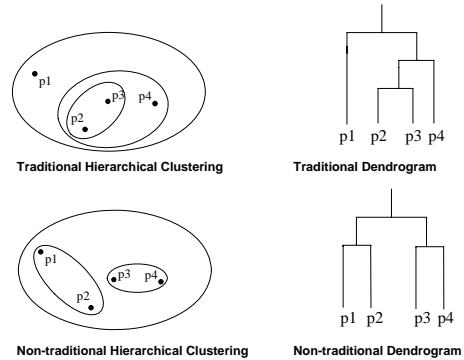 p1
p3
p4
p2
p1 p2 p3 p4
Traditional Hierarchical Clustering
Traditional Dendrogram
p1
p3 p4
p2
p1 p2 p3 p4
Non-traditional Hierarchical Clustering
Non-traditional Dendrogram